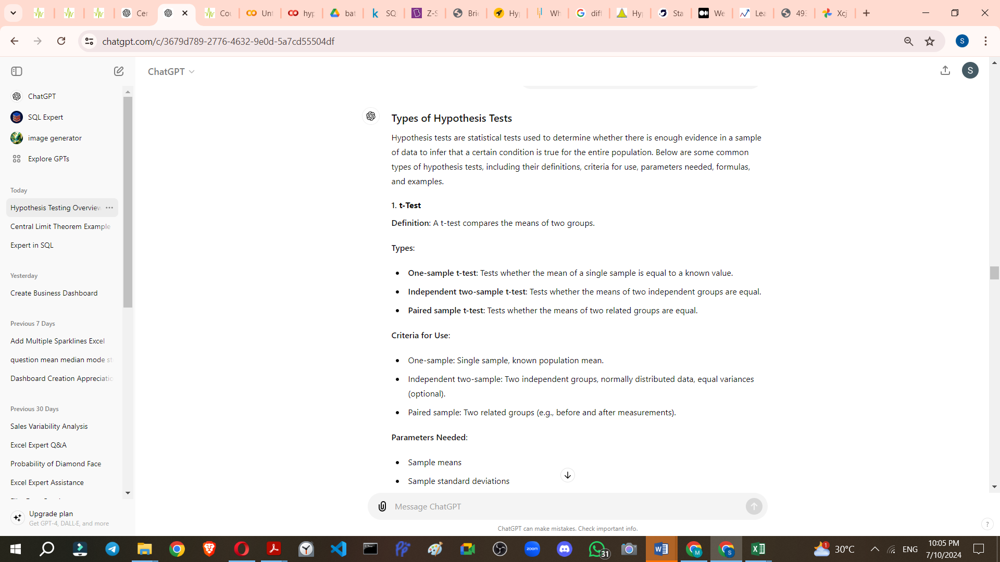 Cer
Cou
Unt
hyp
bat
SQ
Z-S
Brie
Hyp
Wh
diff
Hyp
Sta
We
Lea
493
Xcj
chatgpt.com/c/3679d789-2776-4632-9e0d-5a7cd55504df
S
ChatGPT
S
ChatGPT
SQL Expert
image generator
Explore GPTs
Today
Hypothesis Testing Overview
Central Limit Theorem Example
Expert in SQL
Yesterday
Create Business Dashboard
Previous 7 Days
Add Multiple Sparklines Excel
question mean median mode st
Dashboard Creation Appreciatio
Previous 30 Days
Sales Variability Analysis
Excel Expert Q&A
Probability of Diamond Face
Excel Expert Assistance
Upgrade plan
Get GPT-4, DALL·E, and more
Types of Hypothesis Tests
Hypothesis tests are statistical tests used to determine whether there is enough evidence in a sample
of data to infer that a certain condition is true for the entire population. Below are some common
types of hypothesis tests, including their definitions, criteria for use, parameters needed, formulas,
and examples.
1. t-Test
Definition: A t-test compares the means of two groups.
Types:
One-sample t-test: Tests whether the mean of a single sample is equal to a known value.
Independent two-sample t-test: Tests whether the means of two independent groups are equal.
Paired sample t-test: Tests whether the means of two related groups are equal.
Criteria for Use:
One-sample: Single sample, known population mean.
Independent two-sample: Two independent groups, normally distributed data, equal variances
(optional).
Paired sample: Two related groups (e.g., before and after measurements).
Parameters Needed:
Sample means
Sample standard deviations
Message ChatGPT
ChatGPT can make mistakes. Check important info.
?
zoom
31
M
S
1
30°C
ENG
10:05 PM
7/10/2024